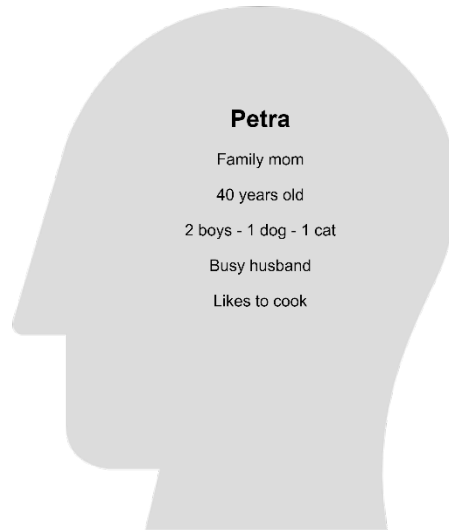 Petra
Family mom
40 years old
2 boys - 1 dog - 1 cat
Busy husband
Likes to cook